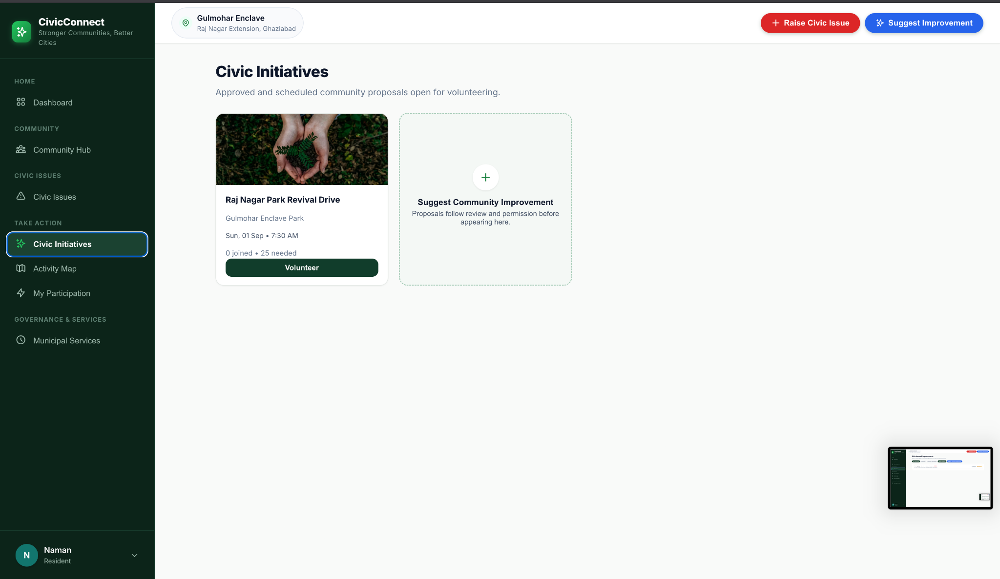 CivicConnect
Stronger Communities, Better
Cities
HOME
Dashboard
COMMUNITY
Community Hub
CIVIC ISSUES
Civic Issues
TAKE ACTION
Civic Initiatives
Activity Map
My Participation
GOVERNANCE & SERVICES
Municipal Services
N
Naman
Resident
Gulmohar Enclave
Raj Nagar Extension, Ghaziabad
Raise Civic Issue
Suggest Improvement
Civic Initiatives
Approved and scheduled community proposals open for volunteering.
Raj Nagar Park Revival Drive
Gulmohar Enclave Park
Sun, 01 Sep • 7:30 AM
0 joined • 25 needed
Volunteer
Suggest Community Improvement
Proposals follow review and permission before
appearing here.